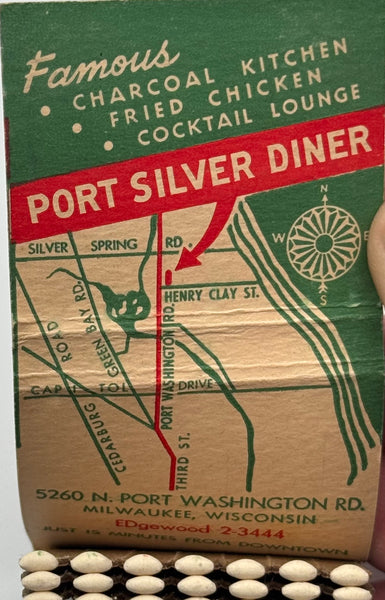 Famous
• CHARCOAL KITCHEN
• FRIED CHICKEN
• COCKTAIL LOUNGE
PORT SILVER DINER
N
W E
S
SILVER SPRING RD.
HENRY CLAY ST.
GREEN BAY RD.
CEDARBURG ROAD
PORT WASHINGTON RD.
CAPITOL DRIVE
THIRD ST.
5260 N. PORT WASHINGTON RD.
MILWAUKEE, WISCONSIN
EDgewood 2-3444
JUST 15 MINUTES FROM DOWNTOWN